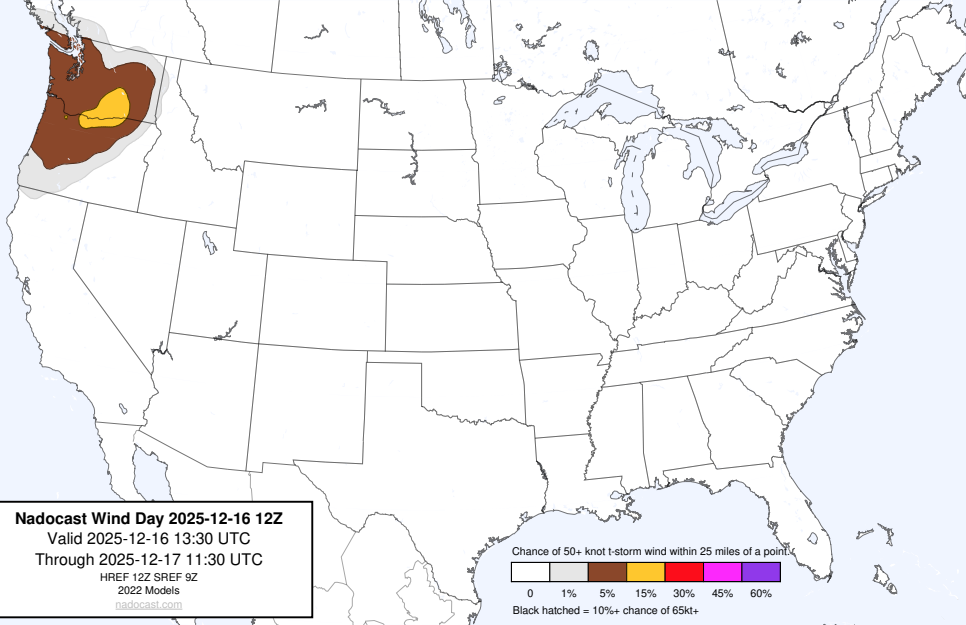 Nadocast Wind Day 2025-12-16 12Z
Valid 2025-12-16 13:30 UTC
Through 2025-12-17 11:30 UTC
HREF 12Z SREF 9Z
2022 Models
nadocast.com
Chance of 50+ knot t-storm wind within 25 miles of a point.
0 1% 5% 15% 30% 45% 60%
Black hatched = 10%+ chance of 65kt+